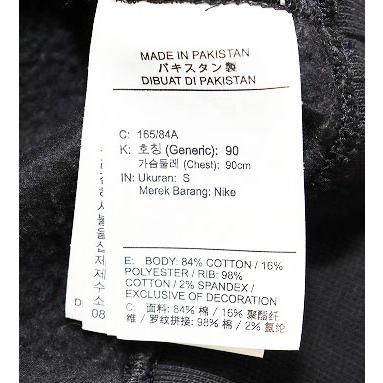 MADE IN PAKISTAN
パキスタン製
DIBUAT DI PAKISTAN
C: 165/84A
K: 호칭 (Generic): 90
가슴둘레 (Chest): 90cm
IN: Ukuran: S
Merek Barang: Nike
E: BODY: 84% COTTON / 16%
POLYESTER / RIB: 98%
COTTON / 2% SPANDEX /
EXCLUSIVE OF DECORATION
C: 面料: 84% 棉 / 16% 聚酯纤
维 / 罗纹拼接: 98% 棉 / 2% 氨纶